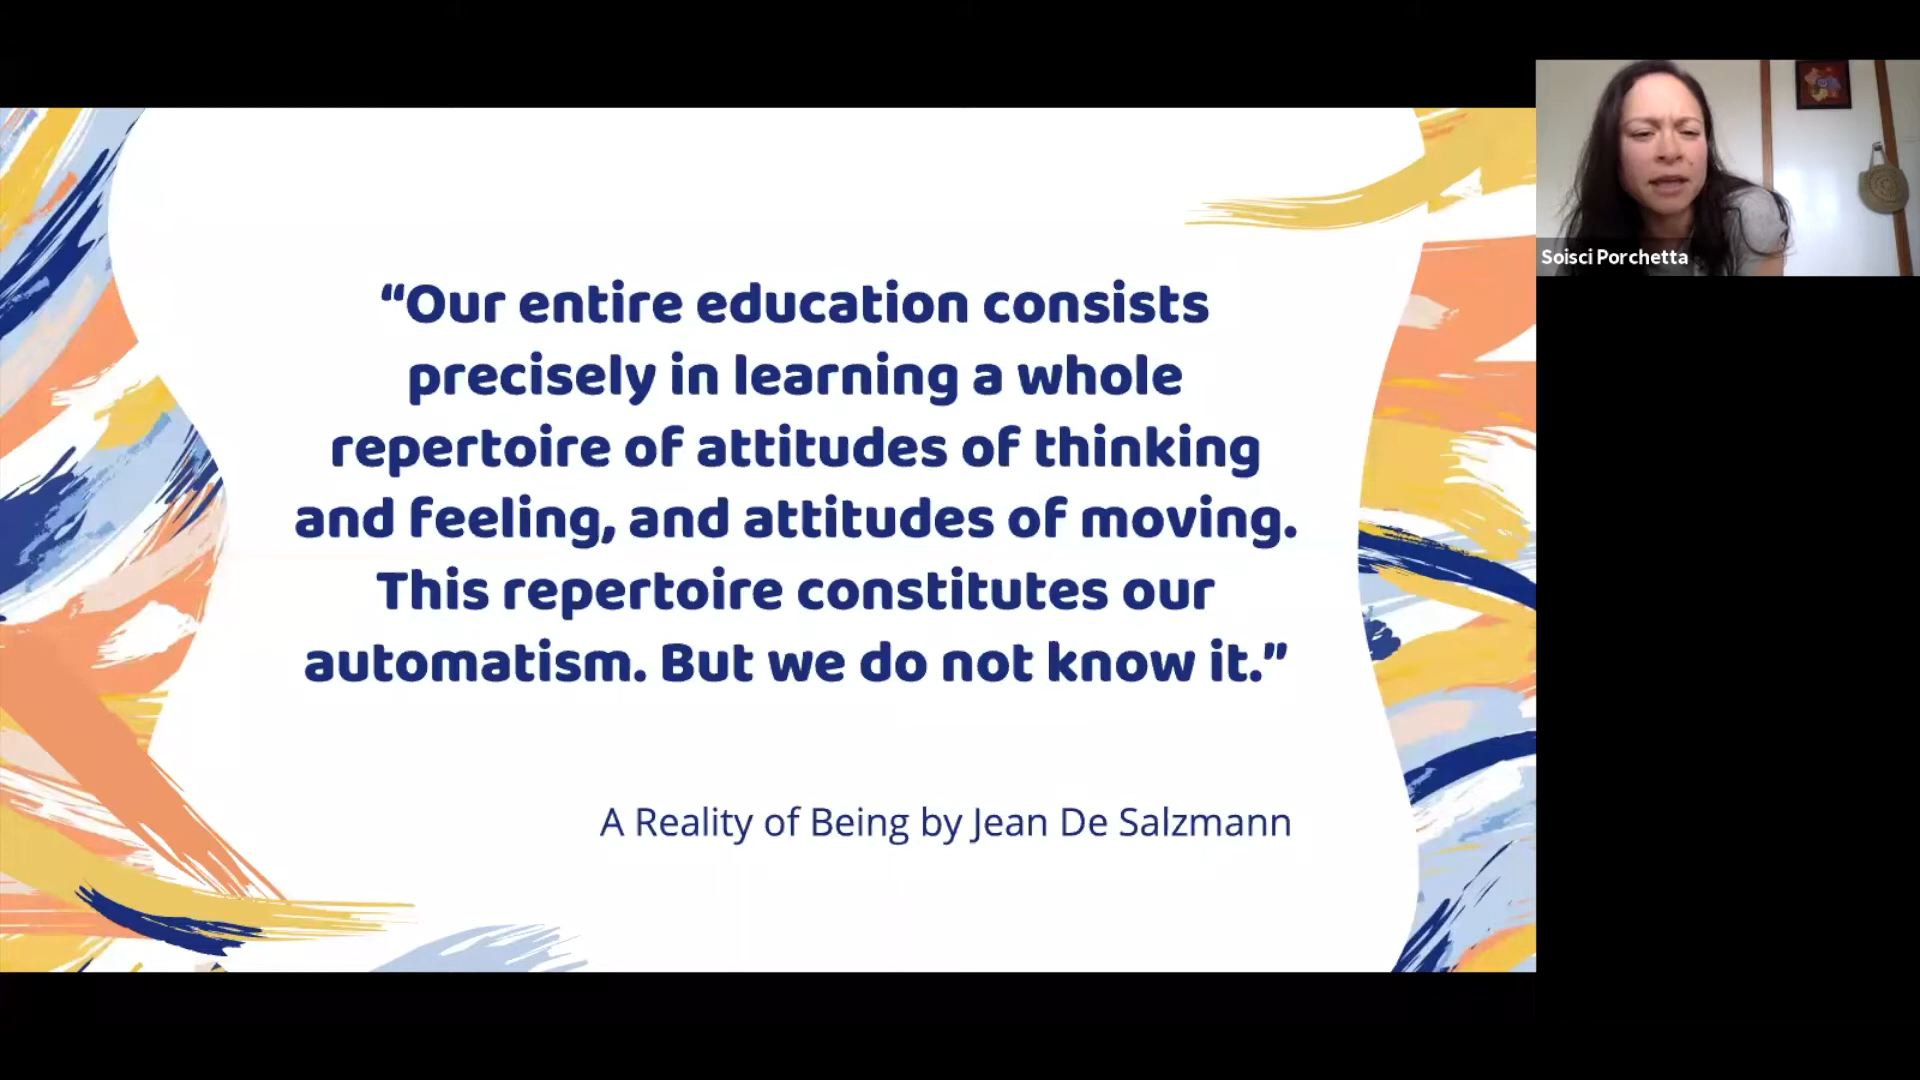 “Our entire education consists
precisely in learning a whole
repertoire of attitudes of thinking
and feeling, and attitudes of moving.
This repertoire constitutes our
automatism. But we do not know it.”
A Reality of Being by Jean De Salzmann
Soisci Porchetta